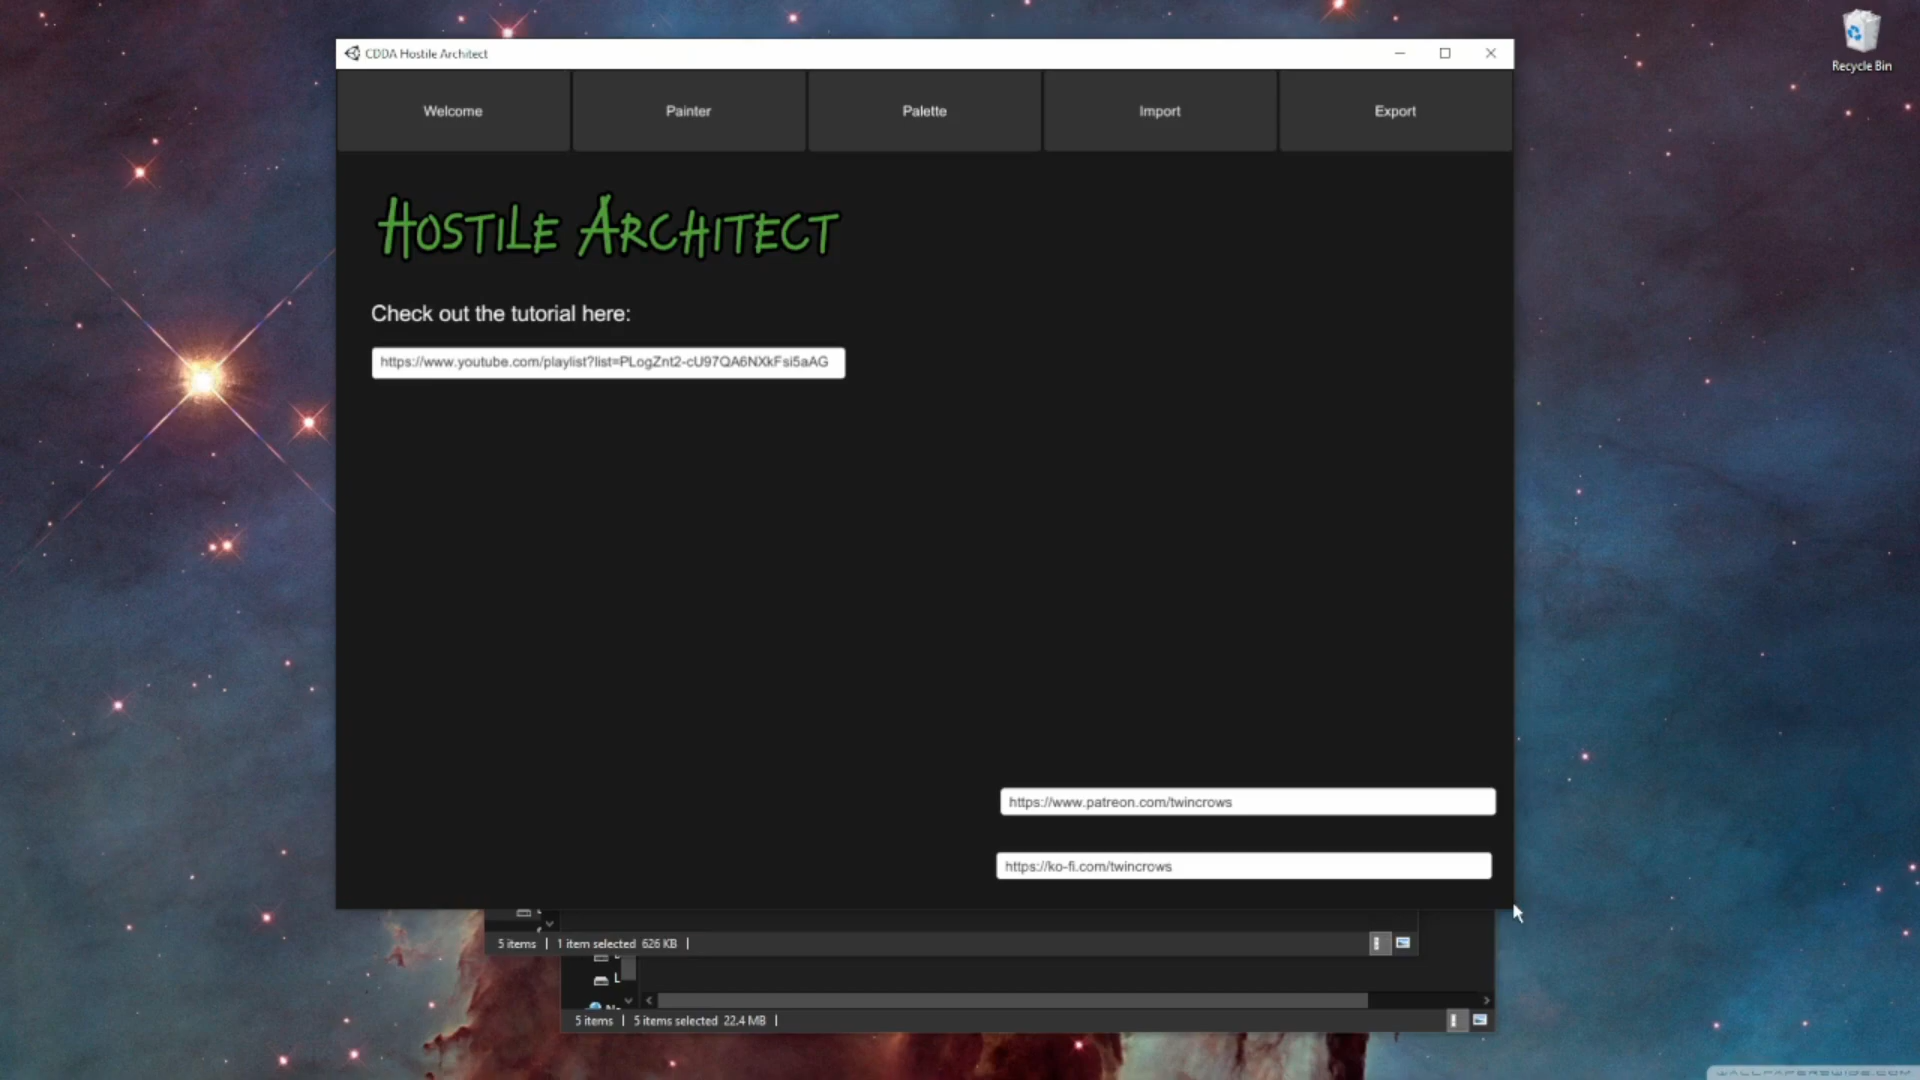 Recycle Bin
CDDA Hostile Architect
Welcome
Painter
Palette
Import
Export
Hostile Architect
Check out the tutorial here:
https://www.youtube.com/playlist?list=PLogZnt2-cU97QA6NXkFsi5aAG
https://www.patreon.com/twincrows
https://ko-fi.com/twincrows
5 items | 1 item selected 626 KB |
5 items | 5 items selected 22.4 MB |
WALLPAPERSWIDE.COM